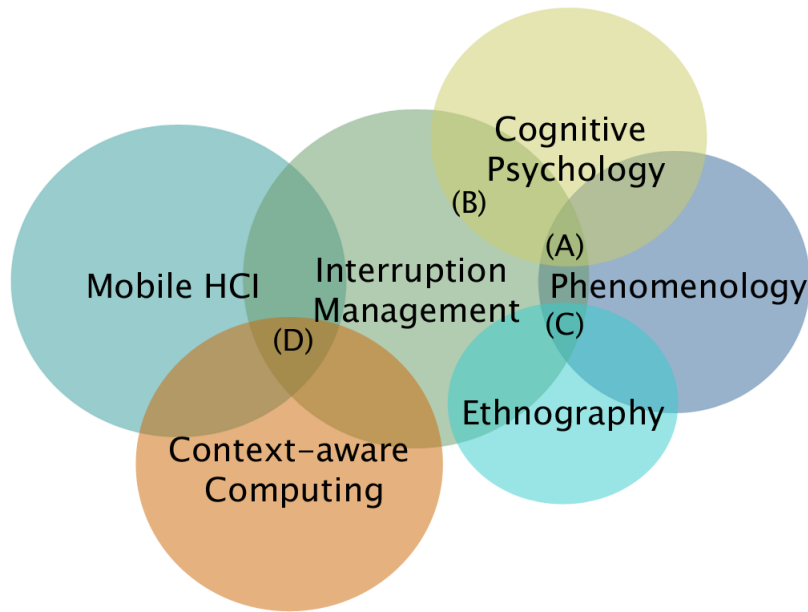 Cognitive
Psychology
(B)
(A)
Mobile HCI
Interruption
Management
Phenomenology
(C)
(D)
Ethnography
Context-aware
Computing